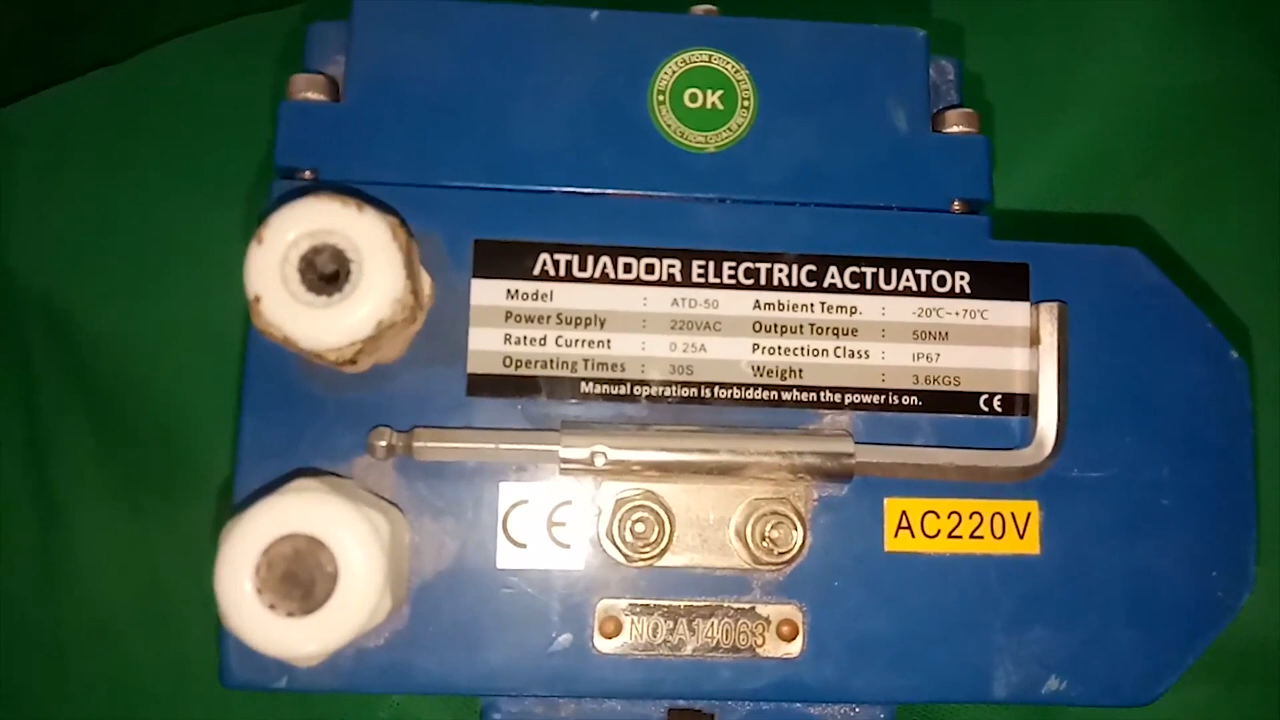 INSPECTION QUALIFIED
OK
INSPECTION QUALIFIED
ATUADOR ELECTRIC ACTUATOR
Model : ATD-50 Ambient Temp. : -20℃~+70℃
Power Supply : 220VAC Output Torque : 50NM
Rated Current : 0 25A Protection Class : IP67
Operating Times : 30S Weight : 3.6KGS
Manual operation is forbidden when the power is on. CE
CE
AC220V
NO:A14063